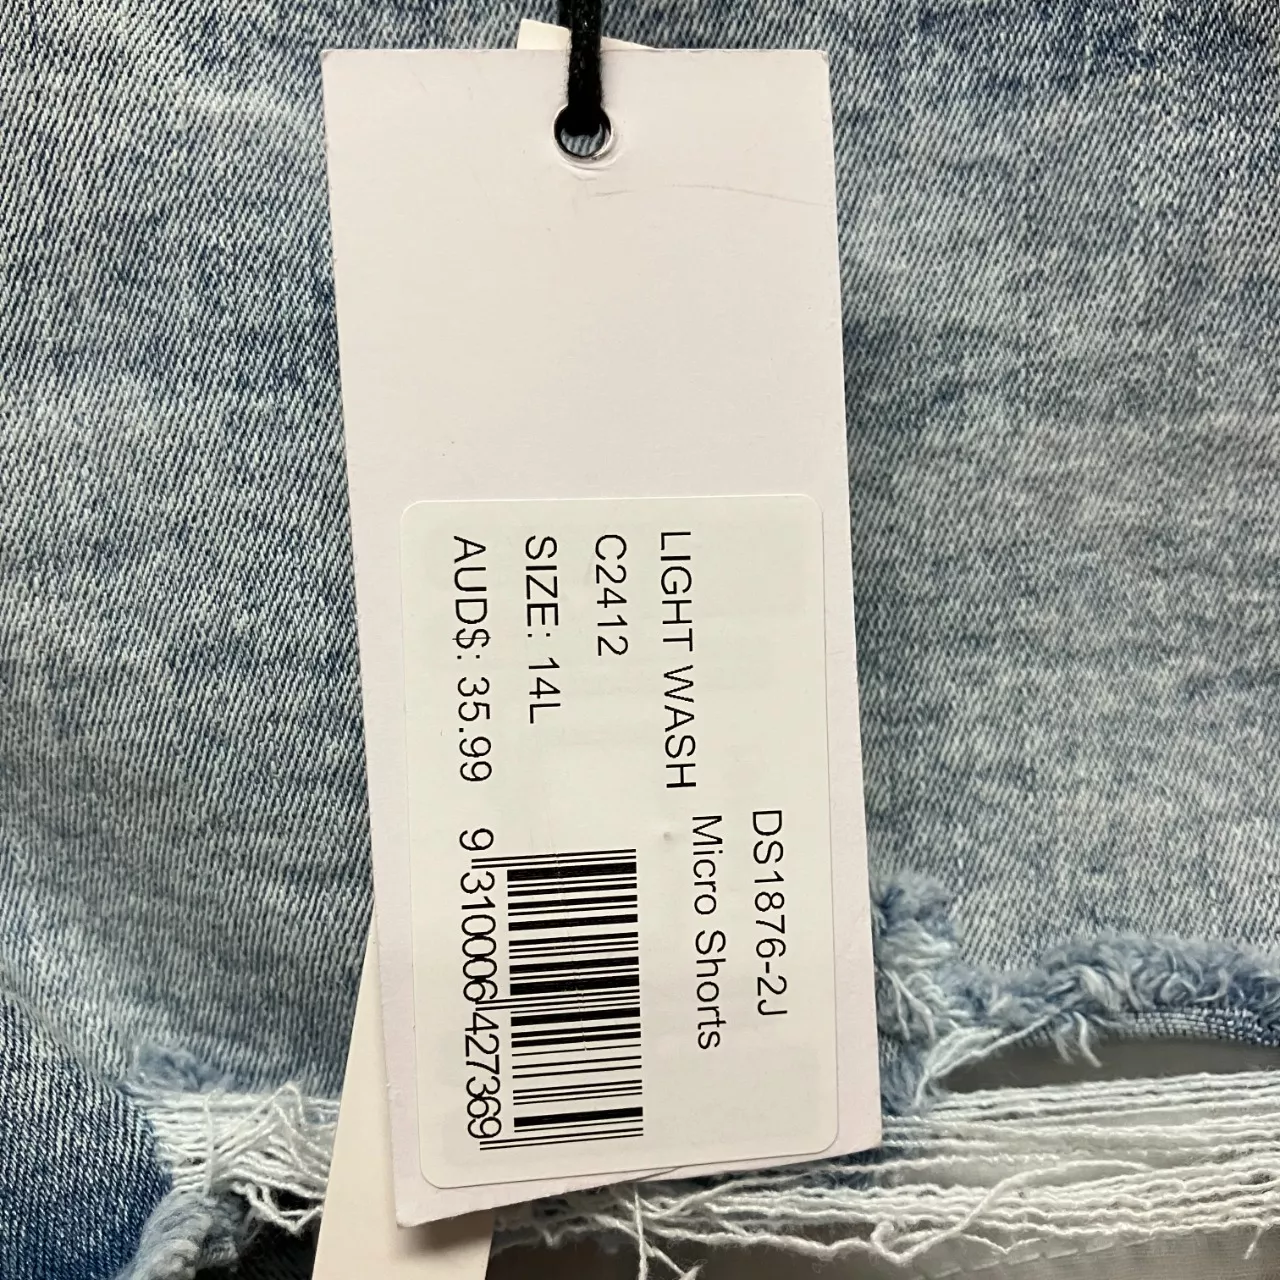 DS1876-2J
Micro Shorts
LIGHT WASH
C2412
SIZE: 14L
AUD$: 35.99
9 310006 427369